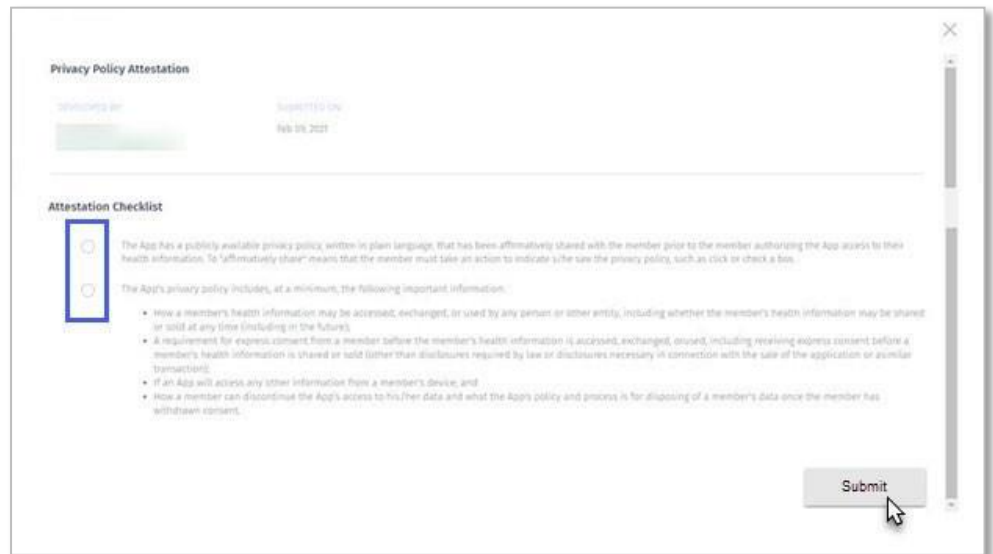 Privacy Policy Attestation
DEVELOPED BY
SUBMITTED ON
Feb 09, 2021
Attestation Checklist
The App has a publicly available privacy policy, written in plain language, that has been affirmatively shared with the member prior to the member authorizing the App access to their
health information. To "affirmatively share" means that the member must take an action to indicate s/he saw the privacy policy, such as click or check a box.
The App's privacy policy includes, at a minimum, the following important information:
• How a member's health information may be accessed, exchanged, or used by any person or other entity, including whether the member's health information may be shared
or sold at any time (including in the future);
• A requirement for express consent from a member before the member's health information is accessed, exchanged, orused, including receiving express consent before a
member's health information is shared or sold (other than disclosures required by law or disclosures necessary in connection with the sale of the application or asimilar
transaction);
• If an App will access any other information from a member's device; and
• How a member can discontinue the App's access to his/her data and what the App's policy and process is for disposing of a member's data once the member has
withdrawn consent.
Submit